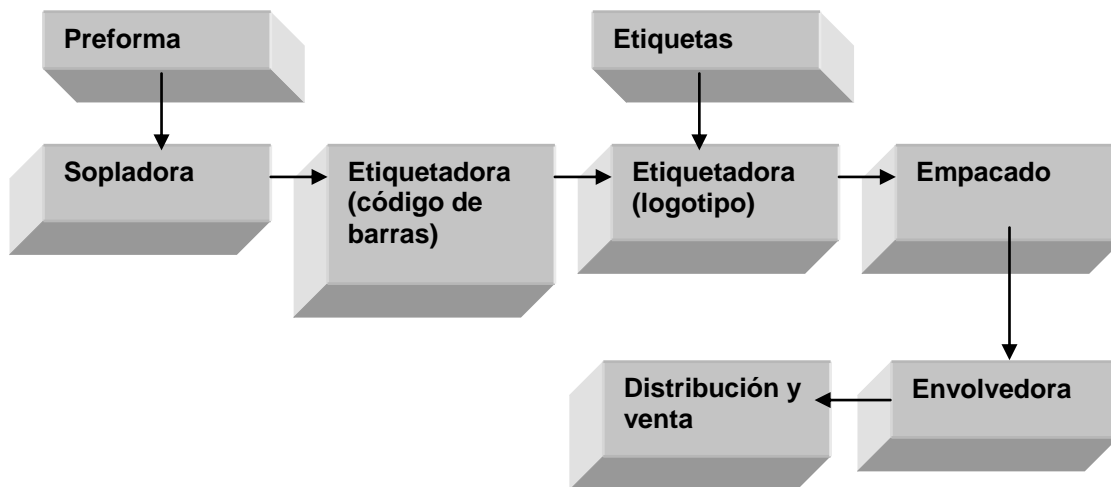 Preforma
Etiquetas
Sopladora
Etiquetadora
(código de
barras)
Etiquetadora
(logotipo)
Empacado
Distribución y
venta
Envolvedora